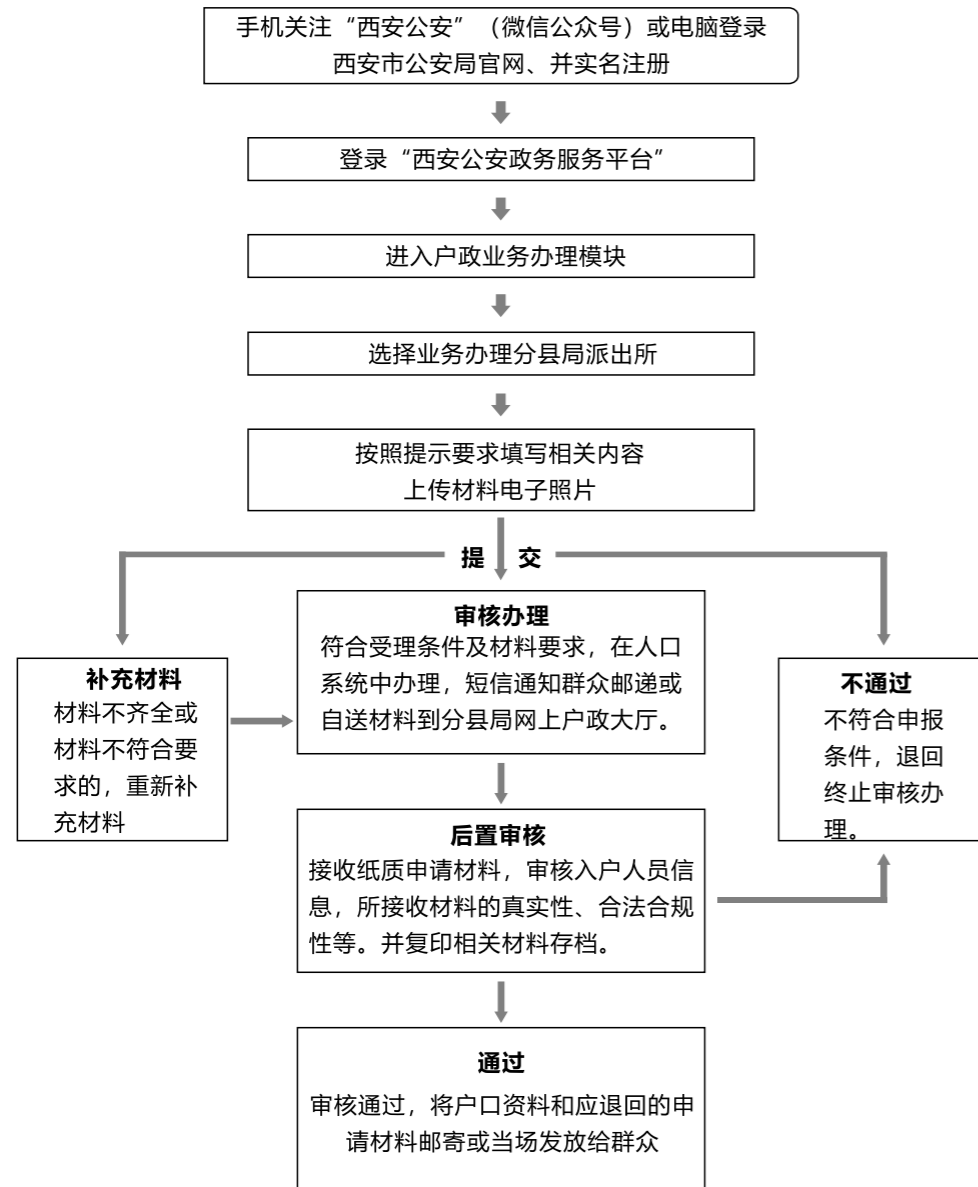 手机关注“西安公安”（微信公众号）或电脑登录
西安市公安局官网、并实名注册
登录“西安公安政务服务平台”
进入户政业务办理模块
选择业务办理分县局派出所
按照提示要求填写相关内容
上传材料电子照片
提 交
审核办理
符合受理条件及材料要求，在人口
系统中办理，短信通知群众邮递或
自送材料到分县局网上户政大厅。
补充材料
材料不齐全或
材料不符合要
求的，重新补
充材料
不通过
不符合申报
条件，退回
终止审核办
理。
后置审核
接收纸质申请材料，审核入户人员信
息，所接收材料的真实性、合法合规
性等。并复印相关材料存档。
通过
审核通过，将户口资料和应退回的申
请材料邮寄或当场发放给群众